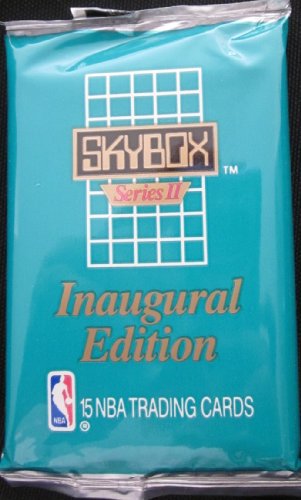 SKYBOX
TM
Series II
Inaugural
Edition
NBA
®
15 NBA TRADING CARDS